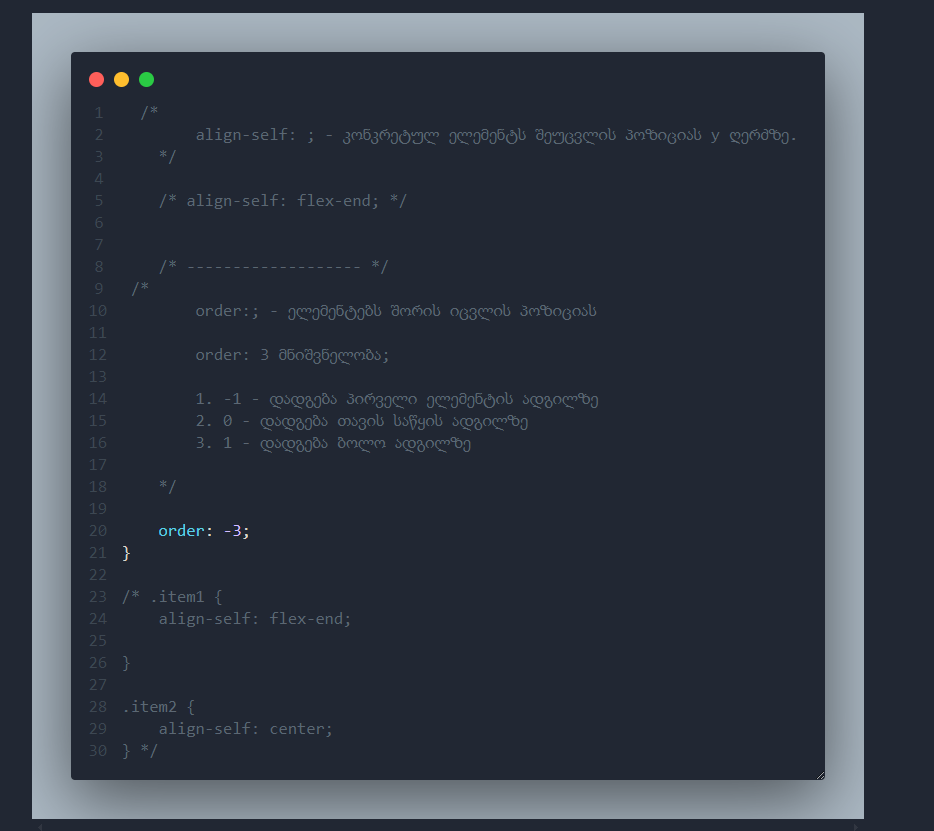 1 /*
2 align-self: ; - კონკრეტულ ელემენტს შეუცვლის პოზიციას y ღერძზე.
3 */
4
5 /* align-self: flex-end; */
6
7
8 /* ------------------- */
9 /*
10 order:; - ელემენტებს შორის იცვლის პოზიციას
11
12 order: 3 მნიშვნელობა;
13
14 1. -1 - დადგება პირველი ელემენტის ადგილზე
15 2. 0 - დადგება თავის საწყის ადგილზე
16 3. 1 - დადგება ბოლო ადგილზე
17
18 */
19
20 order: -3;
21 }
22
23 /* .item1 {
24 align-self: flex-end;
25
26 }
27
28 .item2 {
29 align-self: center;
30 } */